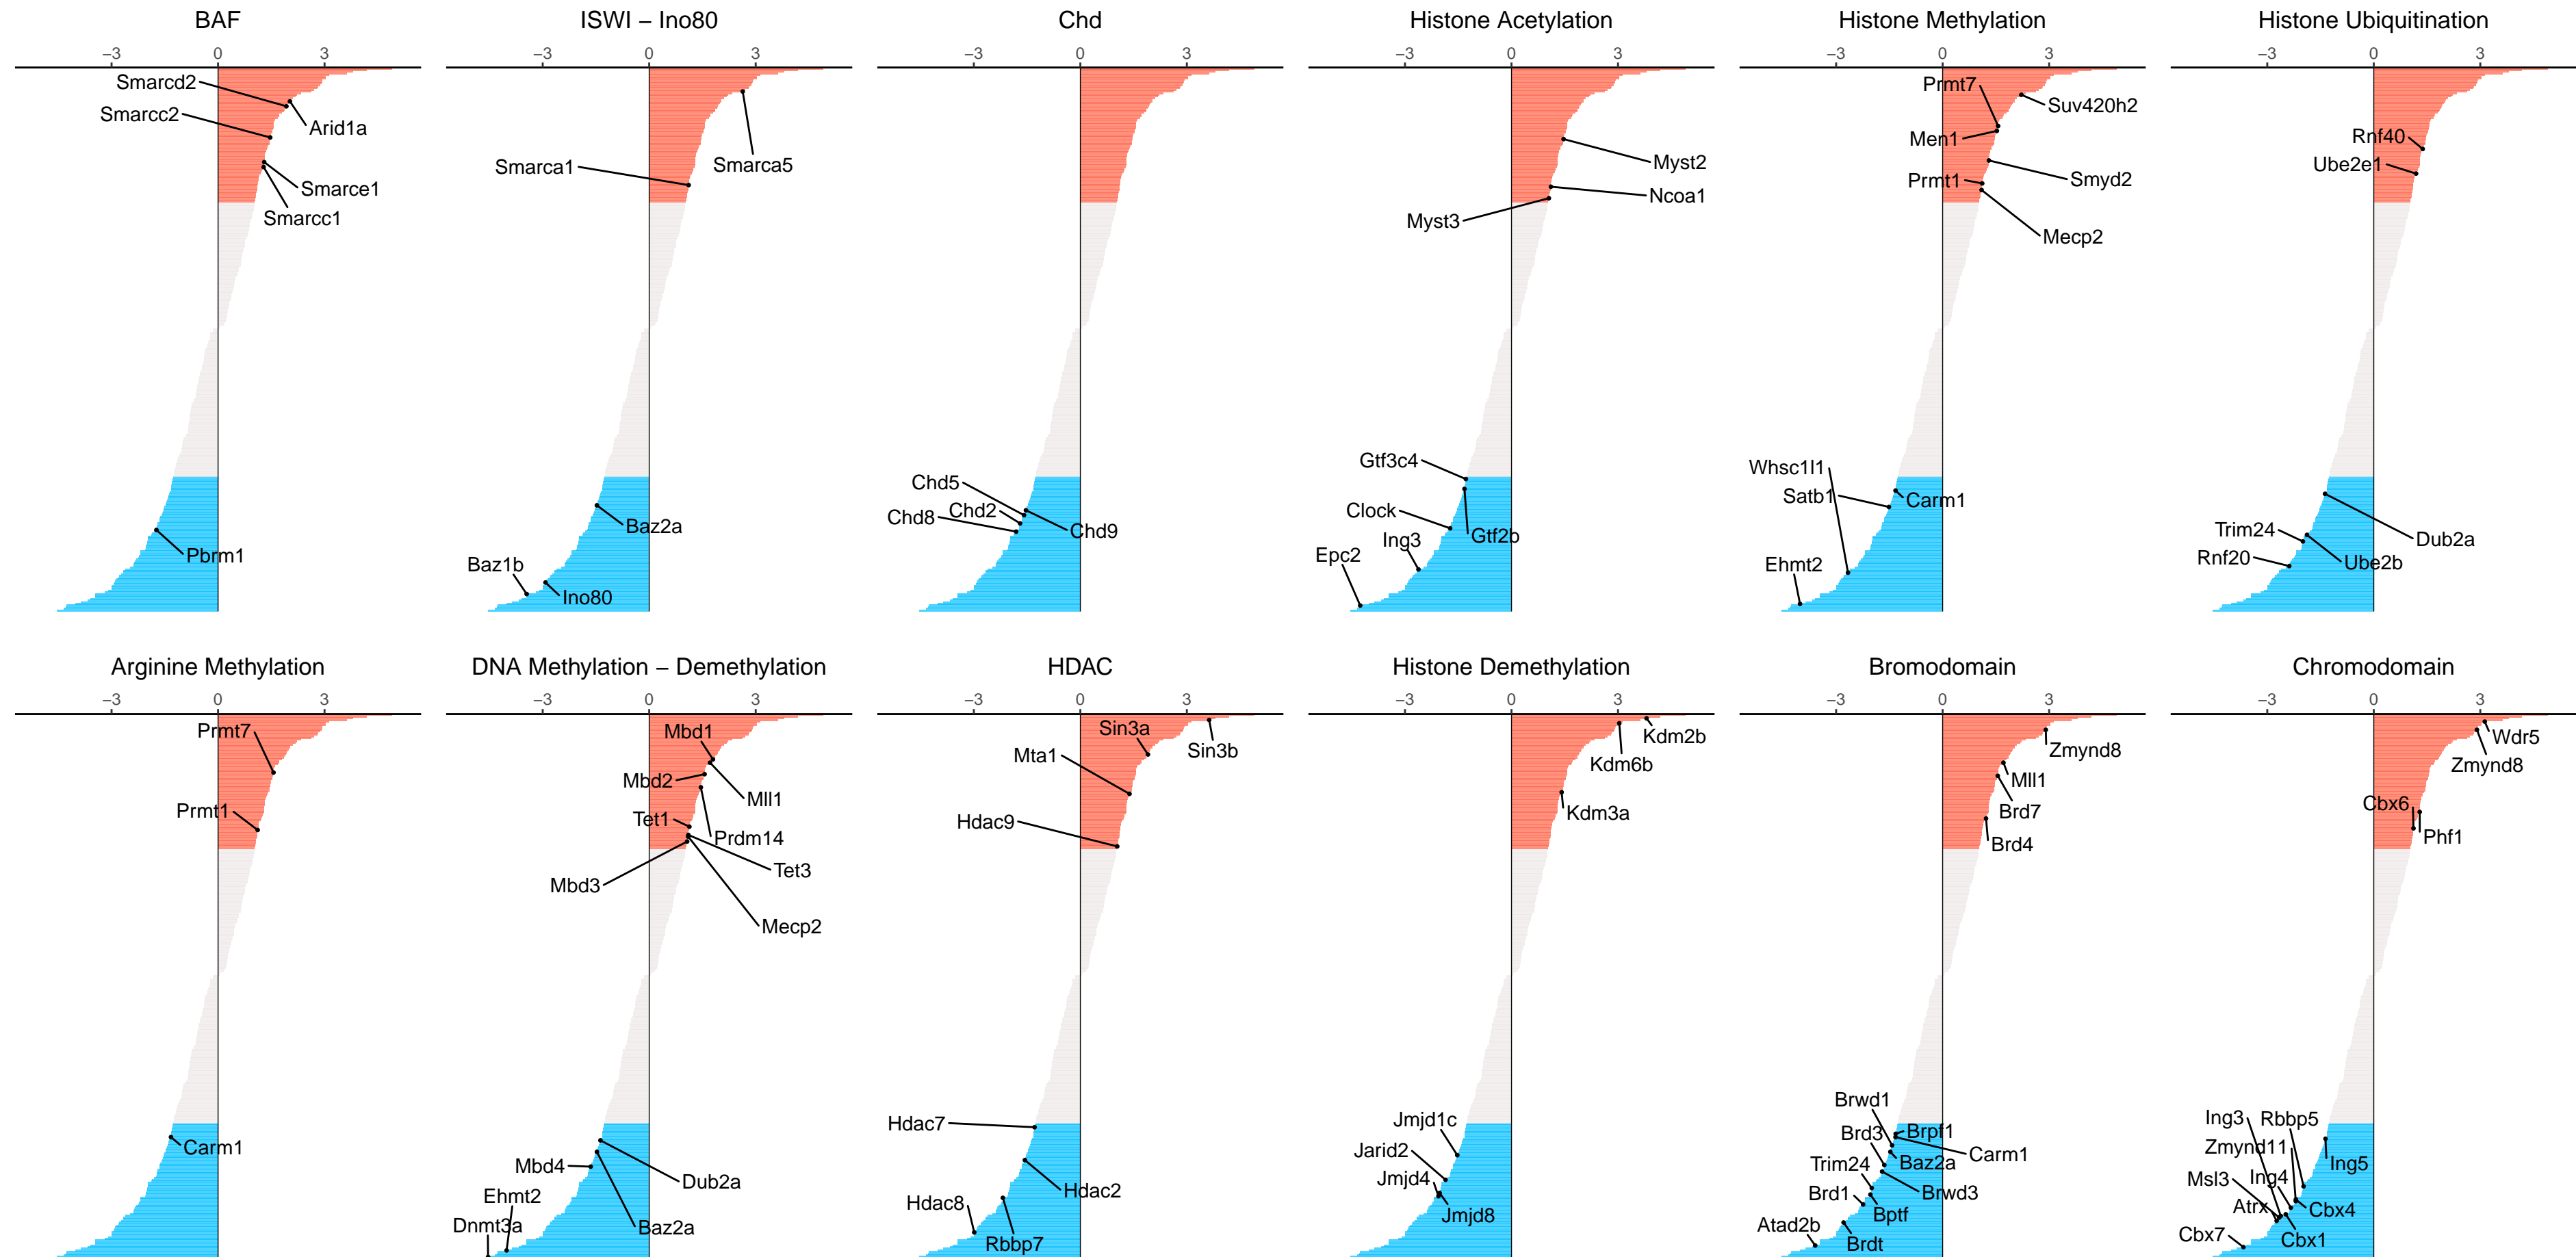 BAF
ISWI – Ino80
Chd
Histone Acetylation
Histone Methylation
Histone Ubiquitination
−3 0 3
−3 0 3
−3 0 3
−3 0 3
−3 0 3
−3 0 3
Smarcd2
Smarcc2
Arid1a
Smarce1
Smarcc1
Pbrm1
Smarca1
Smarca5
Baz2a
Baz1b
Ino80
Chd5
Chd2
Chd8
Chd9
Myst2
Ncoa1
Myst3
Gtf3c4
Clock
Gtf2b
Ing3
Epc2
Prmt7
Suv420h2
Men1
Prmt1
Smyd2
Mecp2
Whsc1l1
Satb1
Carm1
Ehmt2
Rnf40
Ube2e1
Trim24
Dub2a
Rnf20
Ube2b
Arginine Methylation
DNA Methylation – Demethylation
HDAC
Histone Demethylation
Bromodomain
Chromodomain
−3 0 3
−3 0 3
−3 0 3
−3 0 3
−3 0 3
−3 0 3
Prmt7
Prmt1
Carm1
Mbd1
Mbd2
Mll1
Tet1
Prdm14
Tet3
Mbd3
Mecp2
Mbd4
Dub2a
Ehmt2
Dnmt3a
Baz2a
Sin3a
Sin3b
Mta1
Hdac9
Hdac7
Hdac2
Hdac8
Rbbp7
Kdm2b
Kdm6b
Kdm3a
Jmjd1c
Jarid2
Jmjd4
Jmjd8
Zmynd8
Mll1
Brd7
Brd4
Brwd1
Brd3
Brpf1
Carm1
Trim24
Baz2a
Brd1
Brwd3
Bptf
Atad2b
Brdt
Wdr5
Zmynd8
Cbx6
Phf1
Ing3
Rbbp5
Zmynd11
Ing5
Msl3
Ing4
Atrx
Cbx4
Cbx7
Cbx1